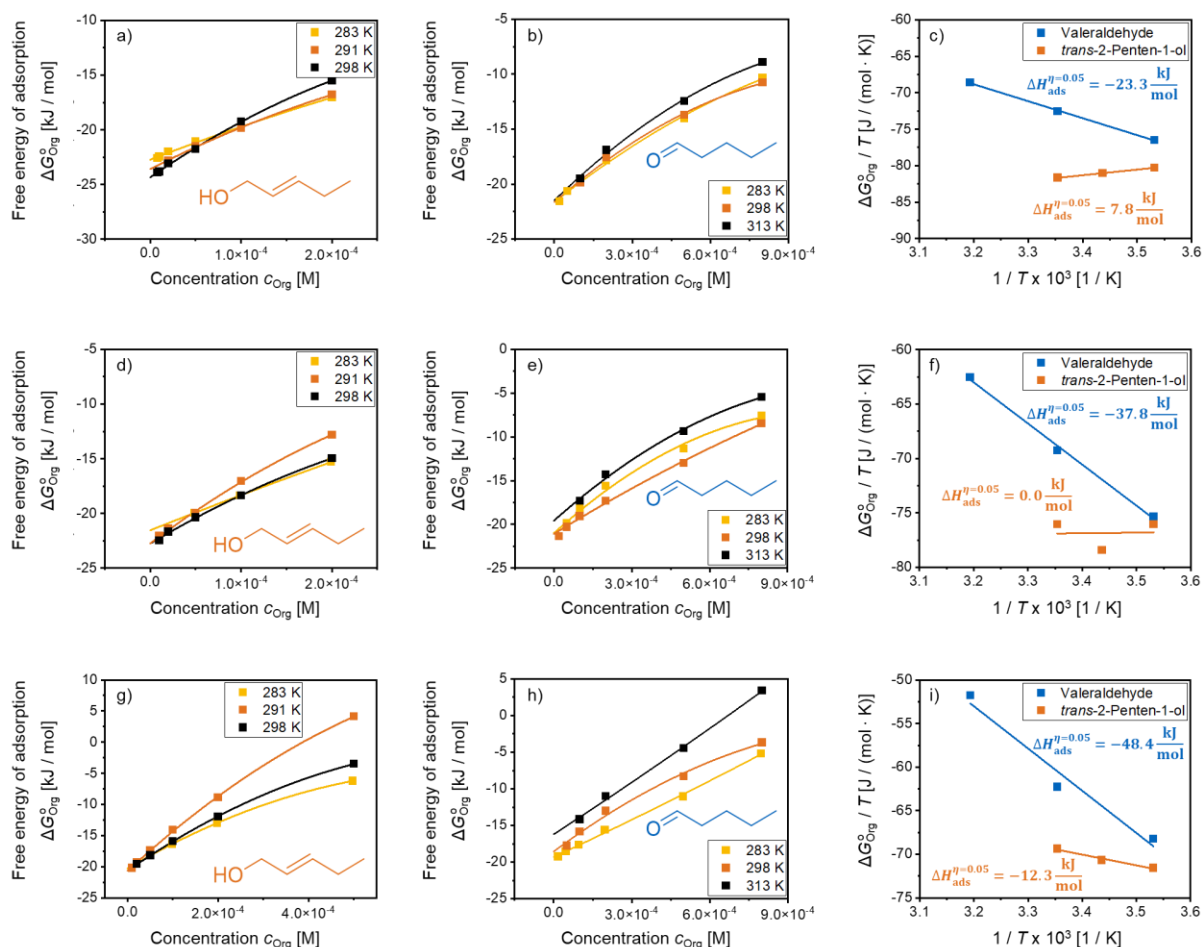 a)
283 K
291 K
298 K
-10
-15
-20
-25
-30
0.0
1.0×10⁻⁴
2.0×10⁻⁴
Free energy of adsorption
ΔG°Org [kJ / mol]
Concentration cOrg [M]
HO
b)
-5
-10
-15
-20
-25
0.0
3.0×10⁻⁴
6.0×10⁻⁴
9.0×10⁻⁴
Free energy of adsorption
ΔG°Org [kJ / mol]
Concentration cOrg [M]
O
283 K
298 K
313 K
c)
Valeraldehyde
trans-2-Penten-1-ol
ΔHads^η=0.05 = −23.3 kJ/mol
ΔHads^η=0.05 = 7.8 kJ/mol
-60
-65
-70
-75
-80
-85
-90
3.1
3.2
3.3
3.4
3.5
3.6
ΔG°Org / T [J / (mol · K)]
1 / T x 10³ [1 / K]
d)
283 K
291 K
298 K
-5
-10
-15
-20
-25
0.0
1.0×10⁻⁴
2.0×10⁻⁴
Free energy of adsorption
ΔG°Org [kJ / mol]
Concentration cOrg [M]
HO
e)
0
-5
-10
-15
-20
-25
0.0
3.0×10⁻⁴
6.0×10⁻⁴
9.0×10⁻⁴
Free energy of adsorption
ΔG°Org [kJ / mol]
Concentration cOrg [M]
O
283 K
298 K
313 K
f)
Valeraldehyde
trans-2-Penten-1-ol
ΔHads^η=0.05 = −37.8 kJ/mol
ΔHads^η=0.05 = 0.0 kJ/mol
-60
-65
-70
-75
-80
-85
3.1
3.2
3.3
3.4
3.5
3.6
ΔG°Org / T [J / (mol · K)]
1 / T x 10³ [1 / K]
g)
283 K
291 K
298 K
10
5
0
-5
-10
-15
-20
-25
0.0
2.0×10⁻⁴
4.0×10⁻⁴
Free energy of adsorption
ΔG°Org [kJ / mol]
Concentration cOrg [M]
HO
h)
5
0
-5
-10
-15
-20
-25
0.0
3.0×10⁻⁴
6.0×10⁻⁴
9.0×10⁻⁴
Free energy of adsorption
ΔG°Org [kJ / mol]
Concentration cOrg [M]
O
283 K
298 K
313 K
i)
Valeraldehyde
trans-2-Penten-1-ol
ΔHads^η=0.05 = −48.4 kJ/mol
ΔHads^η=0.05 = −12.3 kJ/mol
-50
-55
-60
-65
-70
-75
3.1
3.2
3.3
3.4
3.5
3.6
ΔG°Org / T [J / (mol · K)]
1 / T x 10³ [1 / K]